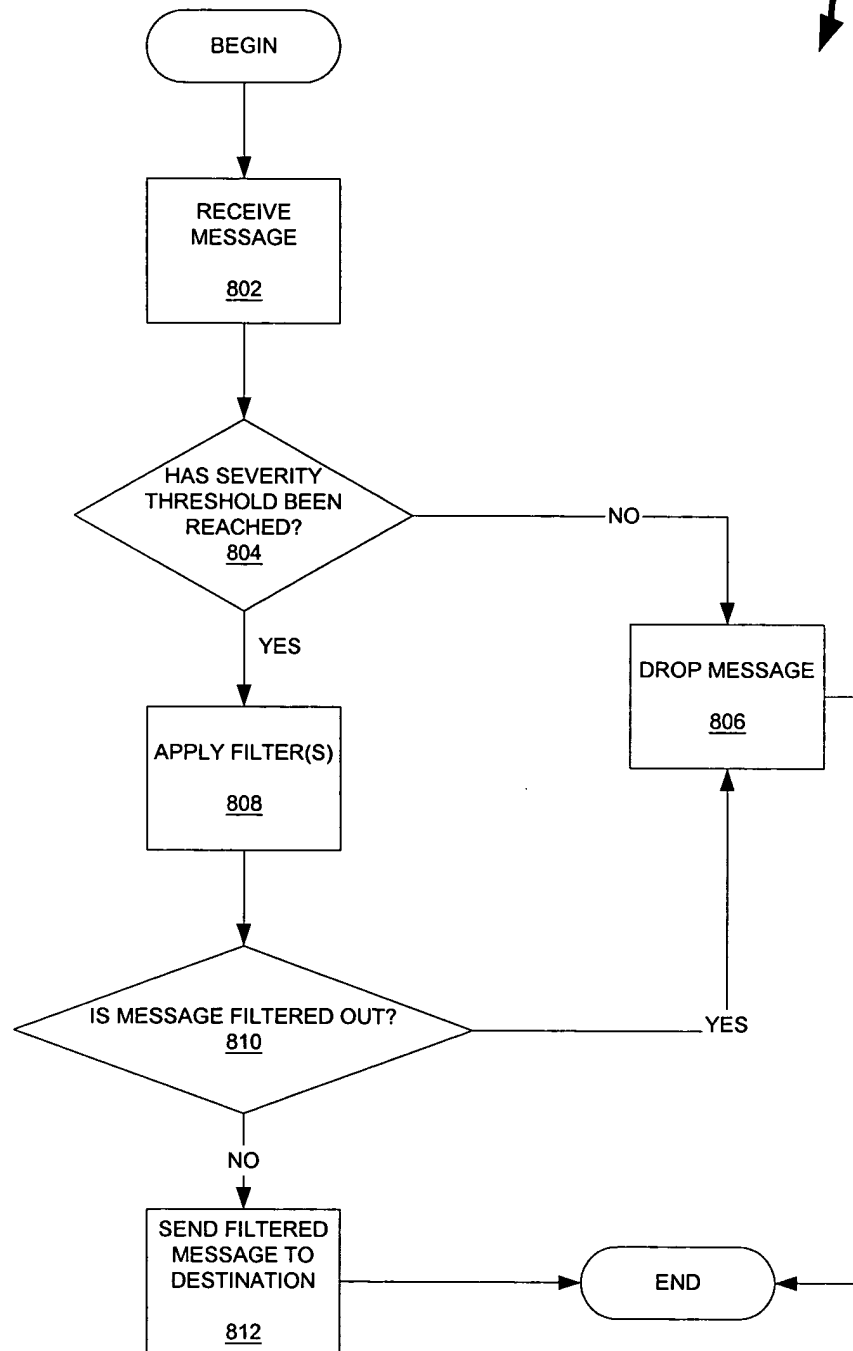 BEGIN
RECEIVE
MESSAGE
802
HAS SEVERITY
THRESHOLD BEEN
REACHED?
804
NO
YES
DROP MESSAGE
806
APPLY FILTER(S)
808
IS MESSAGE FILTERED OUT?
810
YES
NO
SEND FILTERED
MESSAGE TO
DESTINATION
812
END